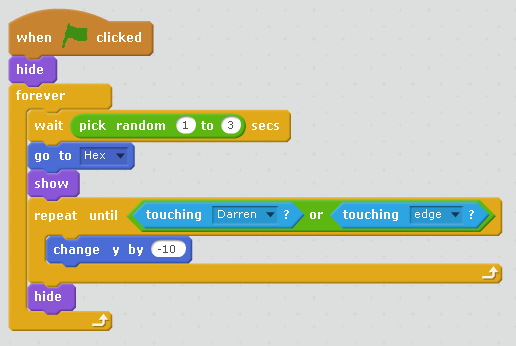 when clicked
hide
forever
wait pick random 1 to 3 secs
go to Hex
show
repeat until touching Darren ? or touching edge ?
change y by -10
hide